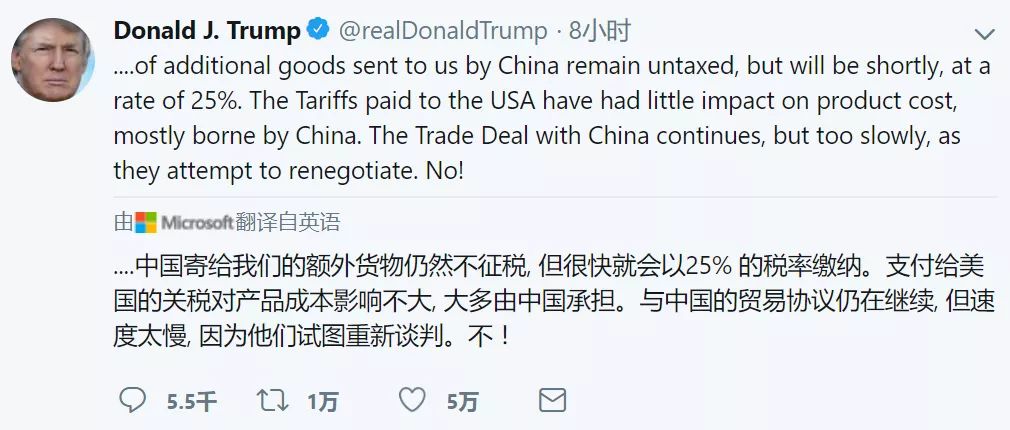 Donald J. Trump @realDonaldTrump · 8小时
....of additional goods sent to us by China remain untaxed, but will be shortly, at a
rate of 25%. The Tariffs paid to the USA have had little impact on product cost,
mostly borne by China. The Trade Deal with China continues, but too slowly, as
they attempt to renegotiate. No!
由 Microsoft 翻译自英语
....中国寄给我们的额外货物仍然不征税, 但很快就会以25% 的税率缴纳。支付给美
国的关税对产品成本影响不大, 大多由中国承担。与中国的贸易协议仍在继续, 但速
度太慢, 因为他们试图重新谈判。不！
5.5千 1万 5万